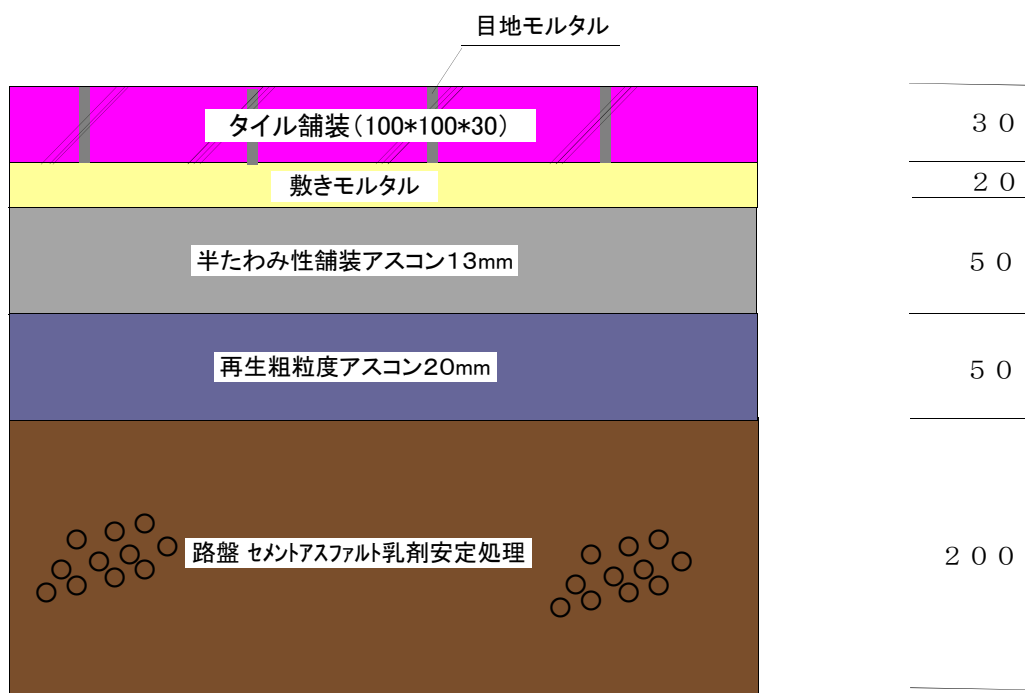 目地モルタル
タイル舗装(100*100*30)
30
敷きモルタル
20
半たわみ性舗装アスコン13mm
50
再生粗粒度アスコン20mm
50
路盤 セメントアスファルト乳剤安定処理
200